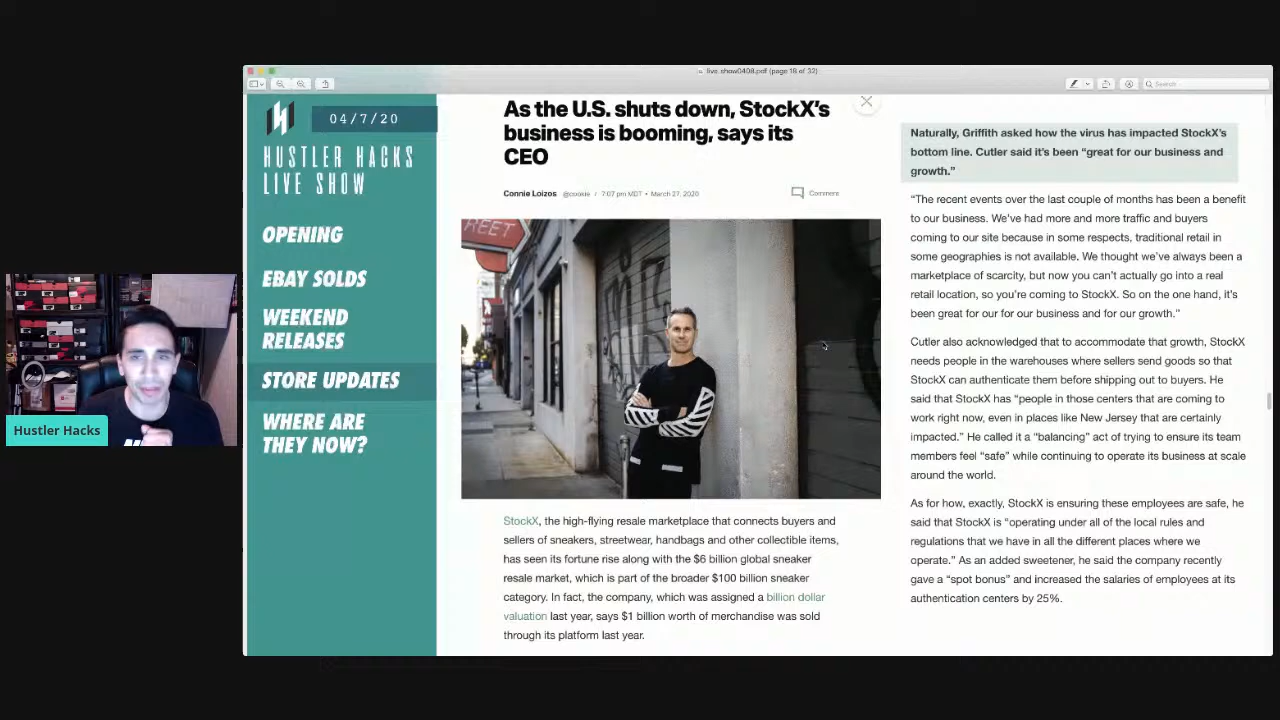 live.show0408.pdf (page 18 of 32)
Search
04/7/20
HUSTLER HACKS
LIVE SHOW
OPENING
EBAY SOLDS
WEEKEND
RELEASES
STORE UPDATES
WHERE ARE
THEY NOW?
Hustler Hacks
As the U.S. shuts down, StockX's
business is booming, says its
CEO
Connie Loizos @cookie / 7:07 pm MDT • March 27, 2020
Comment
REET
StockX, the high-flying resale marketplace that connects buyers and
sellers of sneakers, streetwear, handbags and other collectible items,
has seen its fortune rise along with the $6 billion global sneaker
resale market, which is part of the broader $100 billion sneaker
category. In fact, the company, which was assigned a billion dollar
valuation last year, says $1 billion worth of merchandise was sold
through its platform last year.
Naturally, Griffith asked how the virus has impacted StockX's
bottom line. Cutler said it's been “great for our business and
growth.”
“The recent events over the last couple of months has been a benefit
to our business. We've had more and more traffic and buyers
coming to our site because in some respects, traditional retail in
some geographies is not available. We thought we've always been a
marketplace of scarcity, but now you can't actually go into a real
retail location, so you're coming to StockX. So on the one hand, it's
been great for our for our business and for our growth.”
Cutler also acknowledged that to accommodate that growth, StockX
needs people in the warehouses where sellers send goods so that
StockX can authenticate them before shipping out to buyers. He
said that StockX has “people in those centers that are coming to
work right now, even in places like New Jersey that are certainly
impacted.” He called it a “balancing” act of trying to ensure its team
members feel “safe” while continuing to operate its business at scale
around the world.
As for how, exactly, StockX is ensuring these employees are safe, he
said that StockX is “operating under all of the local rules and
regulations that we have in all the different places where we
operate.” As an added sweetener, he said the company recently
gave a “spot bonus” and increased the salaries of employees at its
authentication centers by 25%.